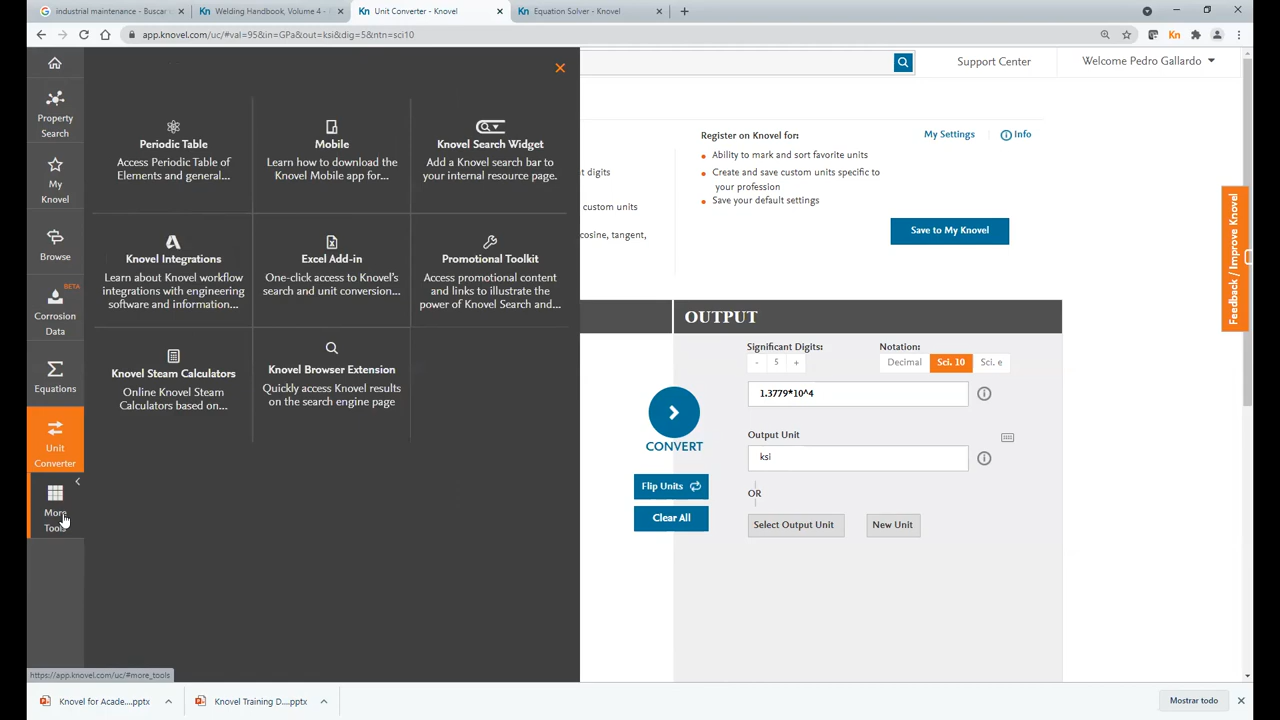 industrial maintenance - Buscar
Welding Handbook, Volume 4 -
Unit Converter - Knovel
Equation Solver - Knovel
app.knovel.com/uc/#val=95&in=GPa&out=ksi&dig=5&ntn=sci10
Support Center
Welcome Pedro Gallardo
Property
Search
My
Knovel
Browse
BETA
Corrosion
Data
Equations
Unit
Converter
More
Tools
Periodic Table
Access Periodic Table of
Elements and general...
Mobile
Learn how to download the
Knovel Mobile app for...
Knovel Search Widget
Add a Knovel search bar to
your internal resource page.
Knovel Integrations
Learn about Knovel workflow
integrations with engineering
software and information...
Excel Add-in
One-click access to Knovel's
search and unit conversion...
Promotional Toolkit
Access promotional content
and links to illustrate the
power of Knovel Search and...
Knovel Steam Calculators
Online Knovel Steam
Calculators based on...
Knovel Browser Extension
Quickly access Knovel results
on the search engine page
t digits
custom units
cosine, tangent,
Register on Knovel for:
Ability to mark and sort favorite units
Create and save custom units specific to
your profession
Save your default settings
My Settings
Info
Save to My Knovel
Feedback / Improve Knovel
OUTPUT
Significant Digits:
- 5 +
Notation:
Decimal Sci. 10 Sci. e
1.3779*10^4
CONVERT
Output Unit
ksi
Flip Units
OR
Clear All
Select Output Unit
New Unit
https://app.knovel.com/uc/#more_tools
Knovel for Acade....pptx
Knovel Training D....pptx
Mostrar todo